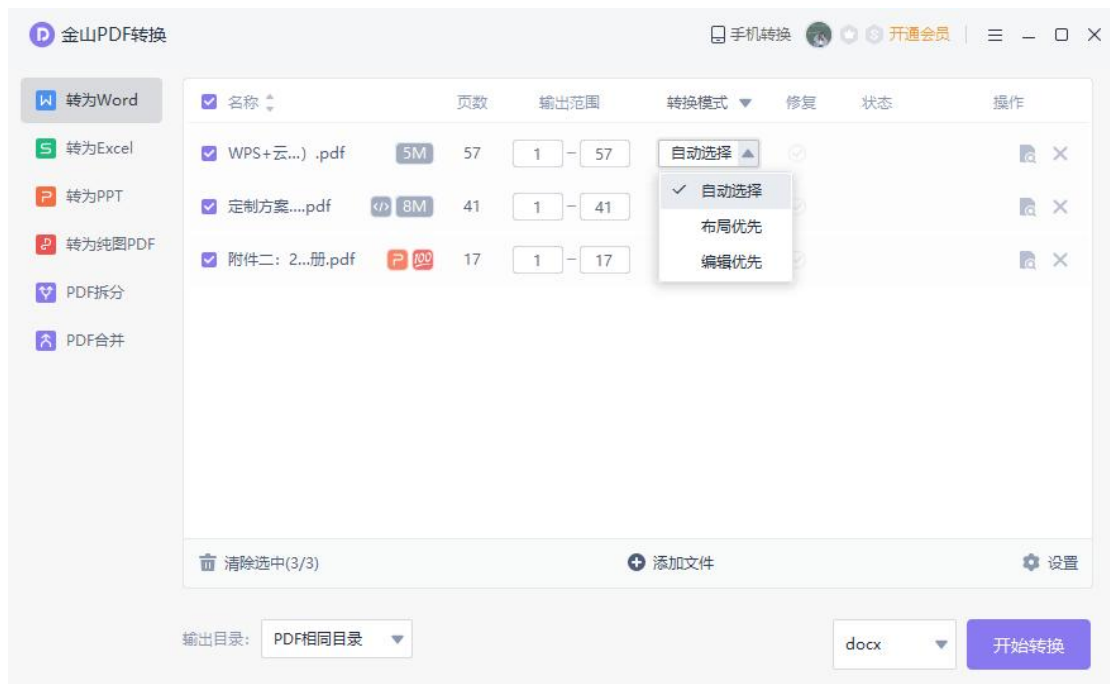 金山PDF转换
手机转换 开通会员
转为Word
转为Excel
转为PPT
转为纯图PDF
PDF拆分
PDF合并
名称 页数 输出范围 转换模式 修复 状态 操作
WPS+云...) .pdf 5M 57 1 - 57 自动选择
定制方案....pdf </> 8M 41 1 - 41
附件二：2...册.pdf 100 17 1 - 17
自动选择
布局优先
编辑优先
清除选中(3/3) 添加文件 设置
输出目录: PDF相同目录 docx 开始转换